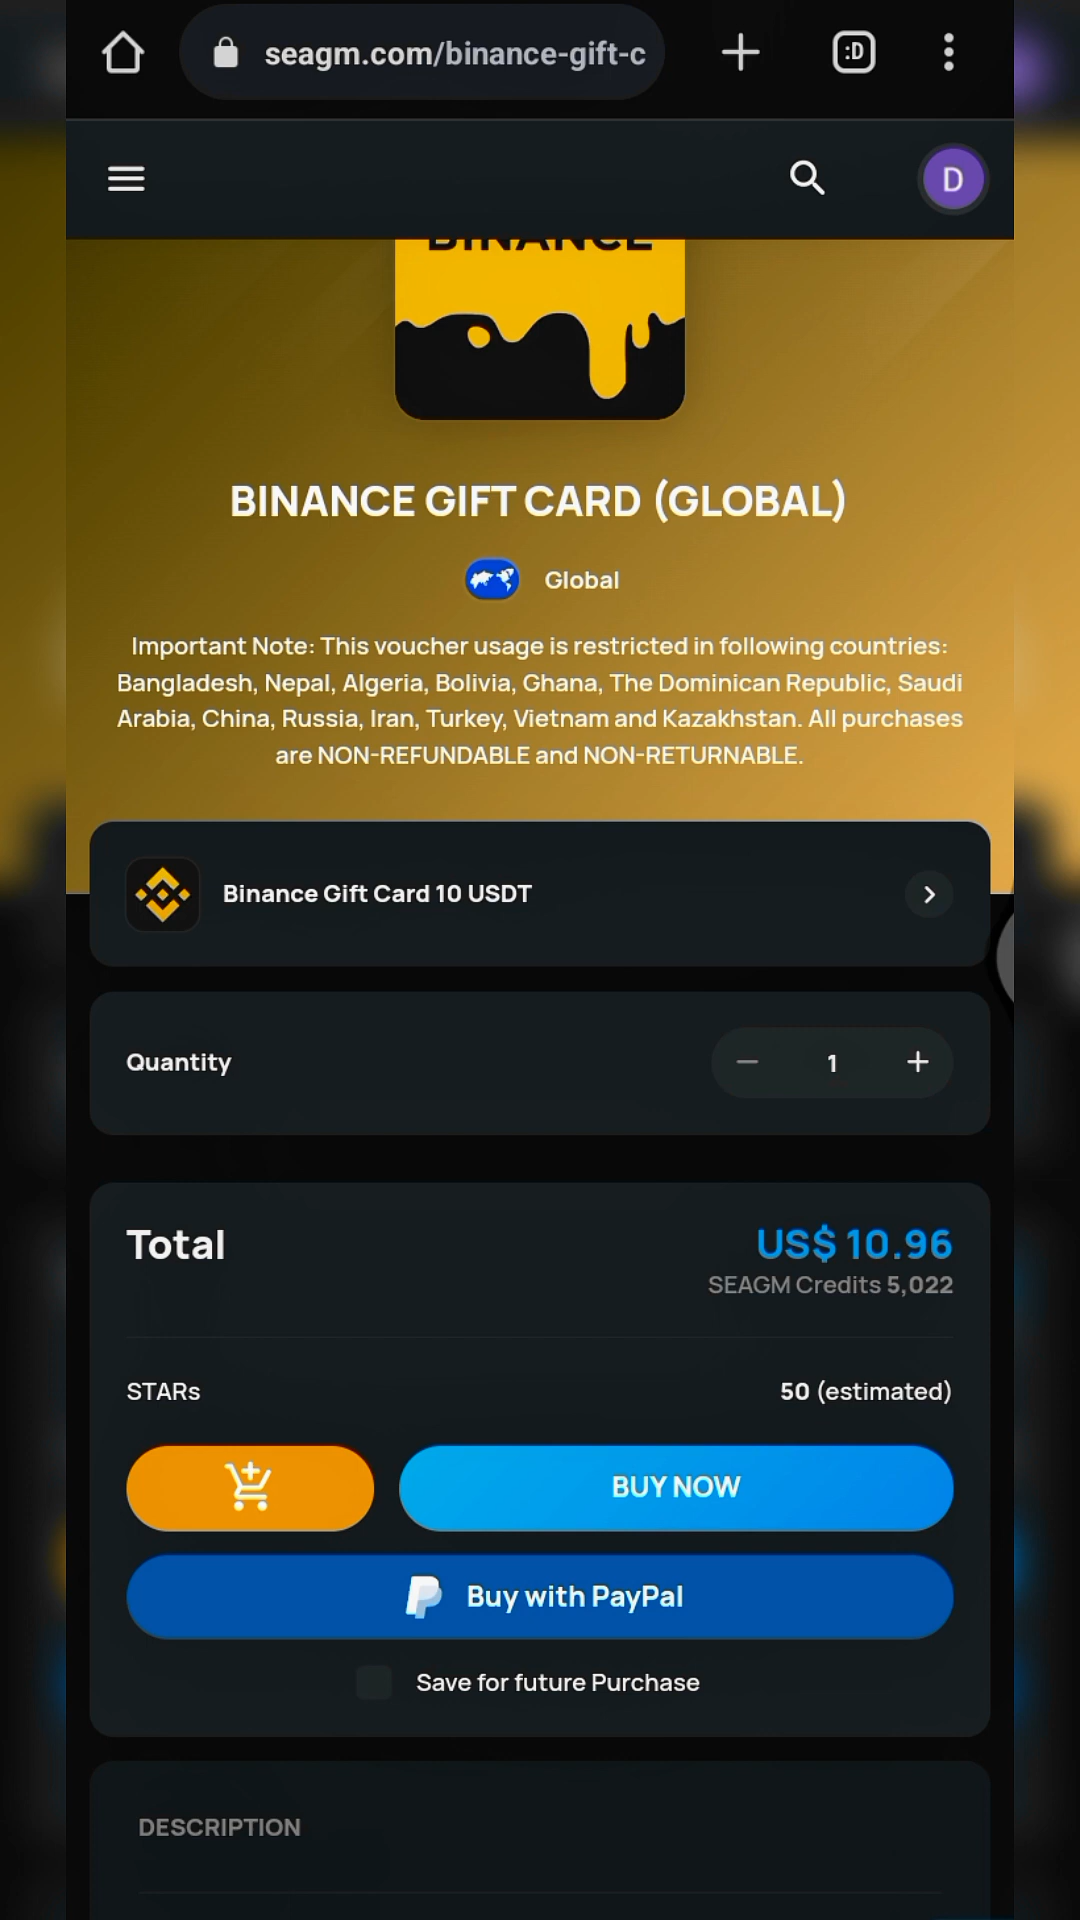 :D
seagm.com/binance-gift-c
D
BINANCE
BINANCE GIFT CARD (GLOBAL)
Global
Important Note: This voucher usage is restricted in following countries:
Bangladesh, Nepal, Algeria, Bolivia, Ghana, The Dominican Republic, Saudi
Arabia, China, Russia, Iran, Turkey, Vietnam and Kazakhstan. All purchases
are NON-REFUNDABLE and NON-RETURNABLE.
Binance Gift Card 10 USDT
Quantity 1
Total US$ 10.96
SEAGM Credits 5,022
STARs 50 (estimated)
BUY NOW
Buy with PayPal
Save for future Purchase
DESCRIPTION